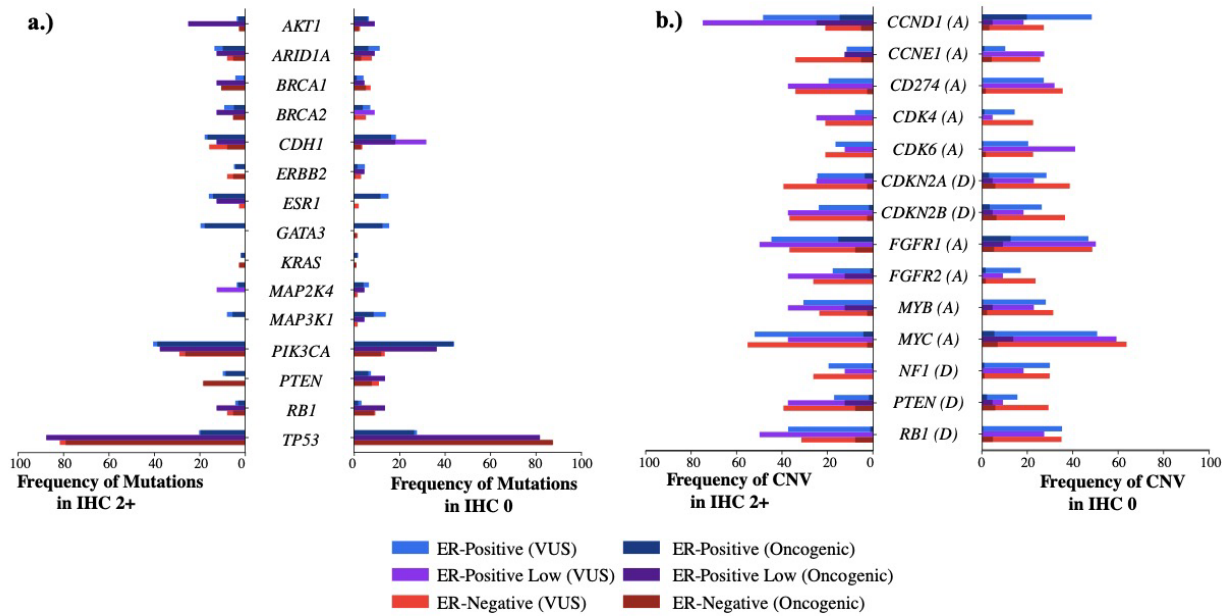 a.)
AKT1
ARID1A
BRCA1
BRCA2
CDH1
ERBB2
ESR1
GATA3
KRAS
MAP2K4
MAP3K1
PIK3CA
PTEN
RB1
TP53
100 80 60 40 20 0
0 20 40 60 80 100
Frequency of Mutations
in IHC 2+
Frequency of Mutations
in IHC 0
b.)
CCND1 (A)
CCNE1 (A)
CD274 (A)
CDK4 (A)
CDK6 (A)
CDKN2A (D)
CDKN2B (D)
FGFR1 (A)
FGFR2 (A)
MYB (A)
MYC (A)
NF1 (D)
PTEN (D)
RB1 (D)
100 80 60 40 20 0
0 20 40 60 80 100
Frequency of CNV
in IHC 2+
Frequency of CNV
in IHC 0
ER-Positive (VUS)
ER-Positive (Oncogenic)
ER-Positive Low (VUS)
ER-Positive Low (Oncogenic)
ER-Negative (VUS)
ER-Negative (Oncogenic)